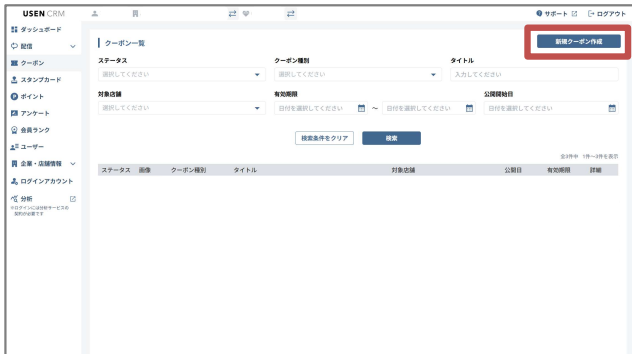 USEN CRM
サポート
ログアウト
ダッシュボード
配信
クーポン
スタンプカード
ポイント
アンケート
会員ランク
ユーザー
企業・店舗情報
ログインアカウント
分析
※ログインには分析サービスの
契約が必要です
クーポン一覧
新規クーポン作成
ステータス
クーポン種別
タイトル
選択してください
選択してください
入力してください
対象店舗
有効期限
公開開始日
選択してください
日付を選択してください ～ 日付を選択してください
日付を選択してください
検索条件をクリア
検索
全3件中 1件〜3件を表示
ステータス 画像 クーポン種別 タイトル 対象店舗 公開日 有効期限 詳細